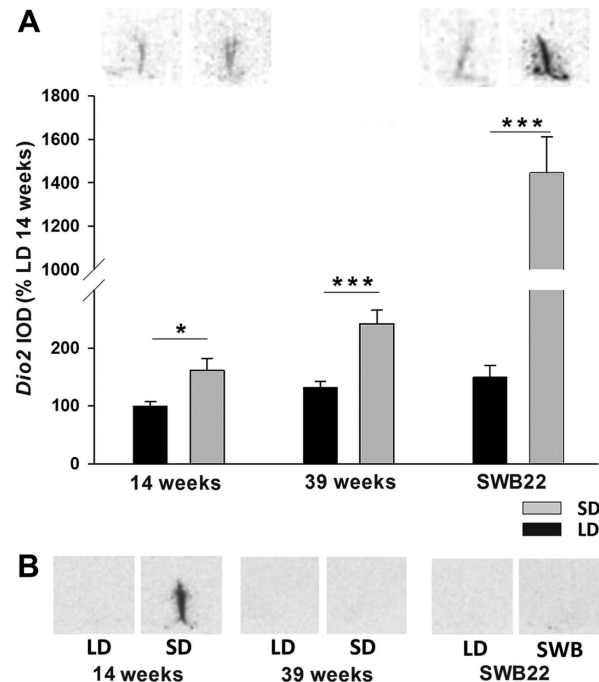 A
1800
1600
1400
1200
1000
200
100
0
Dio2 IOD (% LD 14 weeks)
*
***
***
14 weeks 39 weeks SWB22
SD
LD
B
LD SD LD SD LD SWB
14 weeks 39 weeks SWB22